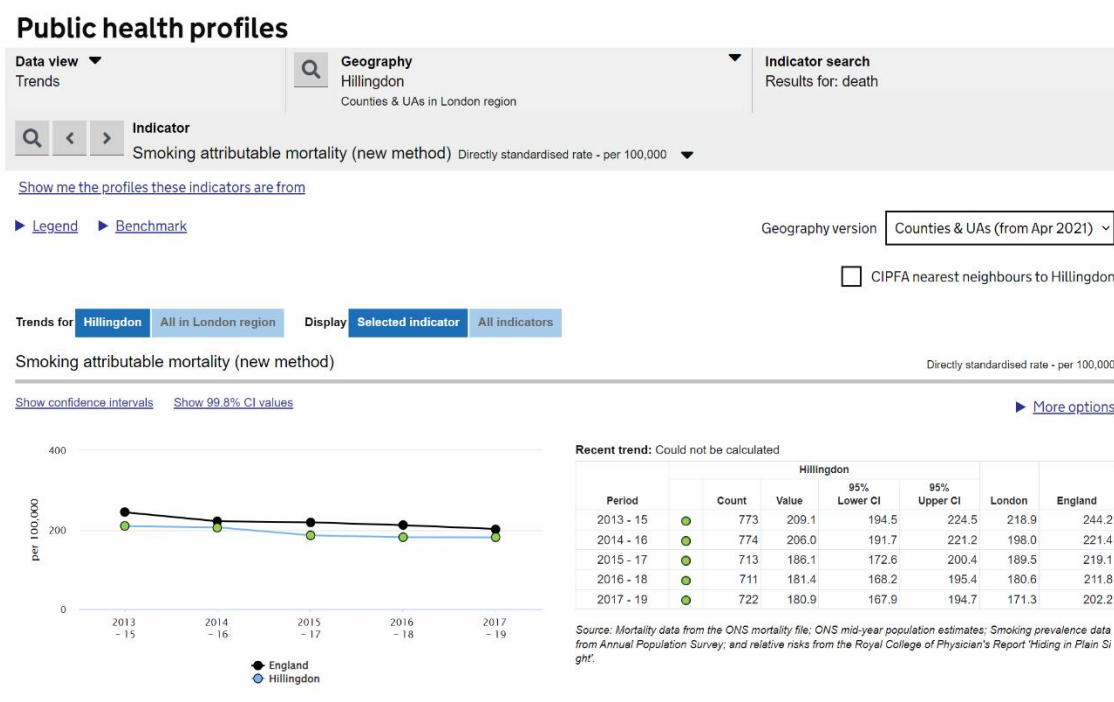 Public health profiles
Data view
Trends
Geography
Hillingdon
Counties & UAs in London region
Indicator search
Results for: death
Indicator
Smoking attributable mortality (new method) Directly standardised rate - per 100,000
Show me the profiles these indicators are from
Legend Benchmark
Geography version Counties & UAs (from Apr 2021)
CIPFA nearest neighbours to Hillingdon
Trends for Hillingdon All in London region Display Selected indicator All indicators
Smoking attributable mortality (new method) Directly standardised rate - per 100,000
Show confidence intervals Show 99.8% CI values
More options
400
200
0
per 100,000
2013 - 15
2014 - 16
2015 - 17
2016 - 18
2017 - 19
England
Hillingdon
Recent trend: Could not be calculated
Hillingdon
Period Count Value 95% Lower CI 95% Upper CI London England
2013 - 15 773 209.1 194.5 224.5 218.9 244.2
2014 - 16 774 206.0 191.7 221.2 198.0 221.4
2015 - 17 713 186.1 172.6 200.4 189.5 219.1
2016 - 18 711 181.4 168.2 195.4 180.6 211.8
2017 - 19 722 180.9 167.9 194.7 171.3 202.2
Source: Mortality data from the ONS mortality file; ONS mid-year population estimates; Smoking prevalence data
from Annual Population Survey; and relative risks from the Royal College of Physician's Report 'Hiding in Plain Si
ght'.